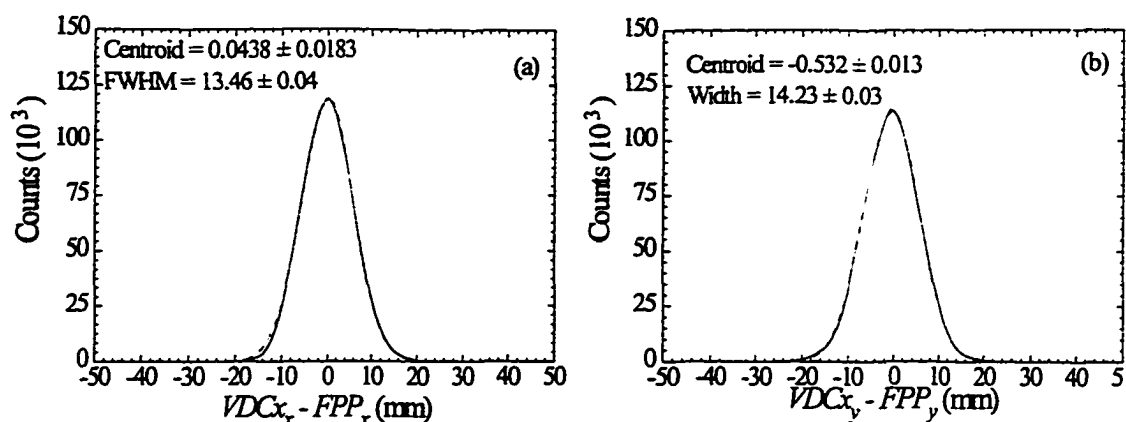 150
125
100
75
50
25
0
Counts (10³)
Centroid = 0.0438 ± 0.0183
FWHM = 13.46 ± 0.04
(a)
-50 -40 -30 -20 -10 0 10 20 30 40 50
VDCxₓ - FPPₓ (mm)
150
125
100
75
50
25
0
Counts (10³)
Centroid = -0.532 ± 0.013
Width = 14.23 ± 0.03
(b)
-50 -40 -30 -20 -10 0 10 20 30 40 5
VDCx_y - FPP_y (mm)